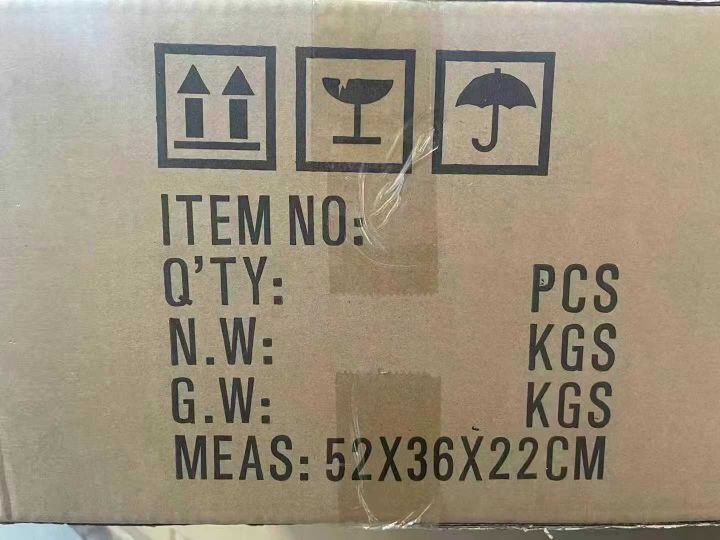 ITEM NO:
Q'TY: PCS
N.W: KGS
G.W: KGS
MEAS: 52X36X22CM